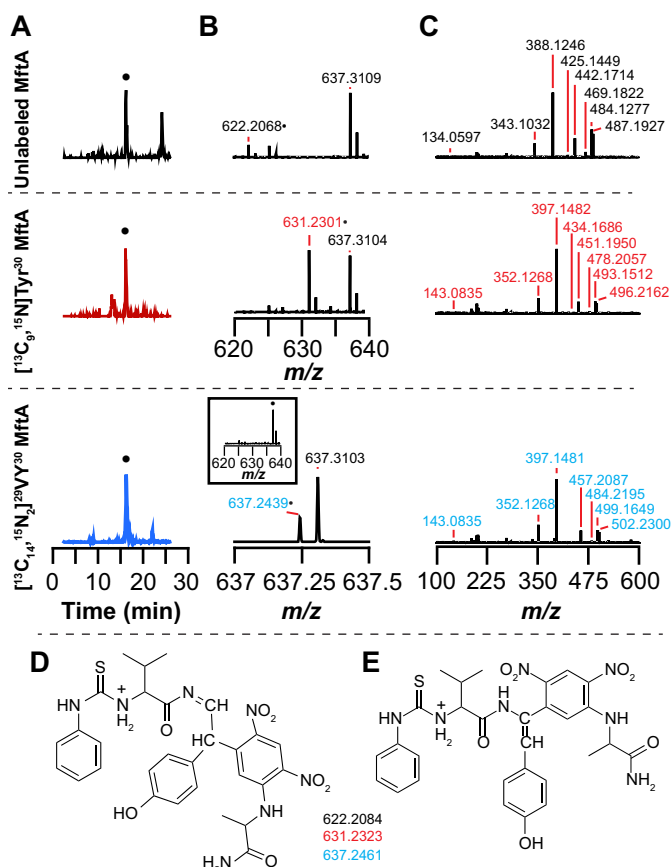 A
B
C
Unlabeled MftA
622.2068•
637.3109
388.1246
425.1449
442.1714
469.1822
484.1277
487.1927
343.1032
134.0597
[¹³C₉,¹⁵N]Tyr³⁰ MftA
631.2301•
637.3104
620 630 640
m/z
397.1482
434.1686
451.1950
478.2057
493.1512
496.2162
352.1268
143.0835
[¹³C₁₄,¹⁵N₂]²⁹VY³⁰ MftA
0 10 20 30
Time (min)
620 630 640
m/z
637.3103
637.2439•
637 637.25 637.5
m/z
397.1481
457.2087
484.2195
499.1649
502.2300
352.1268
143.0835
100 225 350 475 600
m/z
D
S
NH
+
N
H₂
O
N
CH
CH
NO₂
NO₂
HO
HN
H₂N
O
622.2084
631.2323
637.2461
E
S
NH
+
N
H₂
O
NH
C
CH
O₂N
NO₂
NH
O
NH₂
OH